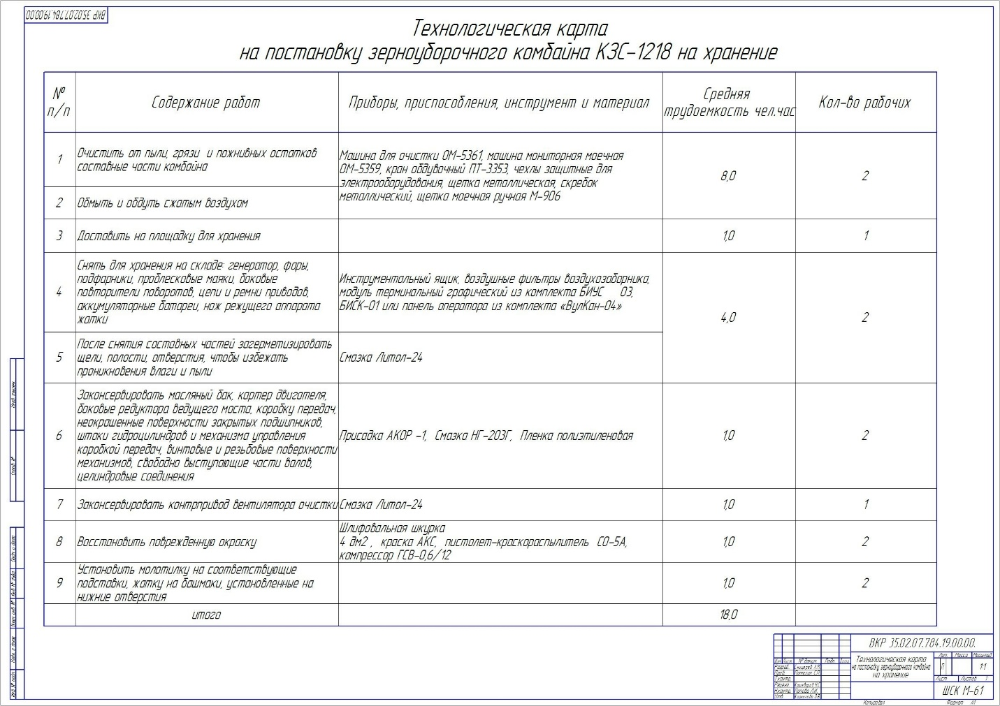 ВКР 35.02.07.784.19.00.00
Технологическая карта
на постановку зерноуборочного комбайна КЗС-1218 на хранение
№ п/п
Содержание работ
Приборы, приспособления, инструмент и материал
Средняя
трудоемкость чел.час
Кол-во рабочих
1
Очистить от пыли, грязи и пожнивных остатков
составные части комбайна
Машина для очистки ОМ-5361, машина мониторная моечная
ОМ-5359, кран обдувочный ПТ-3353, чехлы защитные для
электрооборудования, щетка металлическая, скребок
металлический, щетка моечная ручная М-906
8,0
2
2
Обмыть и обдуть сжатым воздухом
3
Доставить на площадку для хранения
1,0
1
4
Снять для хранения на складе: генератор, фары,
подфарники, проблесковые маяки, боковые
повторители поворотов, цепи и ремни приводов,
аккумуляторные батареи, нож режущего аппарата
жатки
Инструментальный ящик, воздушные фильтры воздухозаборника,
модуль терминальный графический из комплекта БИУС 03,
БИСК-01 или панель оператора из комплекта «ВулКан-04»
4,0
2
5
После снятия составных частей загерметизировать
щели, полости, отверстия, чтобы избежать
проникновения влаги и пыли
Смазка Литол-24
6
Законсервировать масляный бак, картер двигателя,
боковые редуктора ведущего моста, коробку передач,
неокрашенные поверхности закрытых подшипников,
штоки гидроцилиндров и механизма управления
коробкой передач, винтовые и резьбовые поверхности
механизмов, свободно выступающие части валов,
целиндровые соединения
Присадка АКОР -1, Смазка НГ-203Г, Пленка полиэтиленовая
1,0
2
7
Законсервировать контрпривод вентилятора очистки
Смазка Литол-24
1,0
1
8
Восстановить поврежденную окраску
Шлифовальная шкурка
4 дм2 , краска АКС, пистолет-краскораспылитель СО-5А,
компрессор ГСВ-0,6/12
1,0
2
9
Установить молотилку на соответствующие
подставки, жатку на башмаки, установленные на
нижние отверстия
1,0
2
итого
18,0
ВКР 35.02.07.784.19.00.00.
Технологическая карта
на постановку зерноуборочного комбайна
на хранение
Лит.
Масса
Масштаб
П
1:1
Лист
Листов 1
ШСК М-61
Изм.
Лист
№ докум.
Подп.
Дата
Разраб.
Пров.
Т.контр.
Реценз.
Н.контр.
Попова Л.И.
Утв.
Копировал
Формат А1
Перв. примен.
Справ. №
Подп. и дата
Инв. № дубл.
Взам. инв. №
Подп. и дата
Инв. № подл.